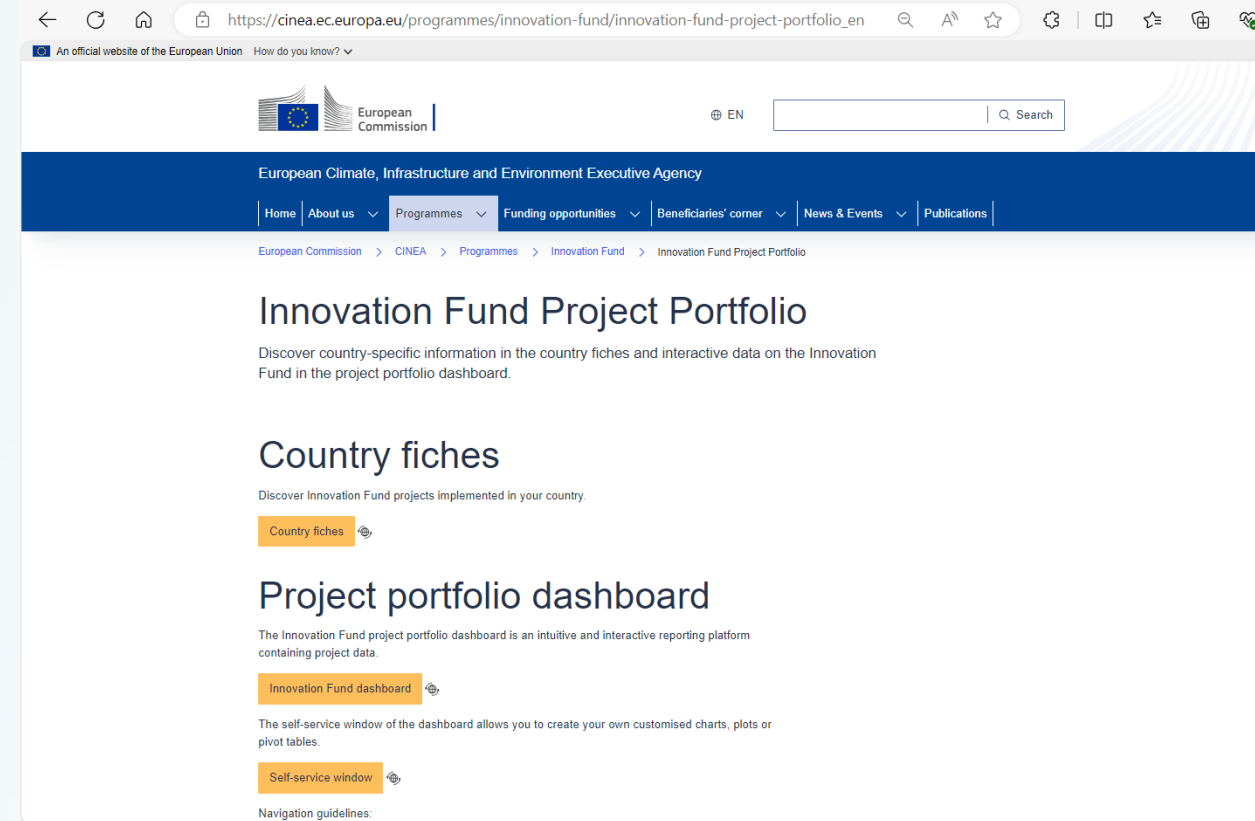 https://cinea.ec.europa.eu/programmes/innovation-fund/innovation-fund-project-portfolio_en
An official website of the European Union How do you know?
European
Commission
EN
Search
European Climate, Infrastructure and Environment Executive Agency
Home About us Programmes Funding opportunities Beneficiaries' corner News & Events Publications
European Commission > CINEA > Programmes > Innovation Fund > Innovation Fund Project Portfolio
Innovation Fund Project Portfolio
Discover country-specific information in the country fiches and interactive data on the Innovation
Fund in the project portfolio dashboard.
Country fiches
Discover Innovation Fund projects implemented in your country.
Country fiches
Project portfolio dashboard
The Innovation Fund project portfolio dashboard is an intuitive and interactive reporting platform
containing project data.
Innovation Fund dashboard
The self-service window of the dashboard allows you to create your own customised charts, plots or
pivot tables.
Self-service window
Navigation guidelines: